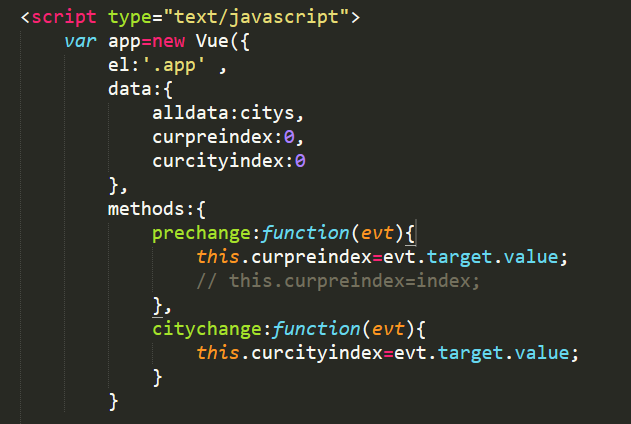 <script type="text/javascript">
var app=new Vue({
el:'.app' ,
data:{
alldata:citys,
curpreindex:0,
curcityindex:0
},
methods:{
prechange:function(evt){
this.curpreindex=evt.target.value;
// this.curpreindex=index;
},
citychange:function(evt){
this.curcityindex=evt.target.value;
}
}